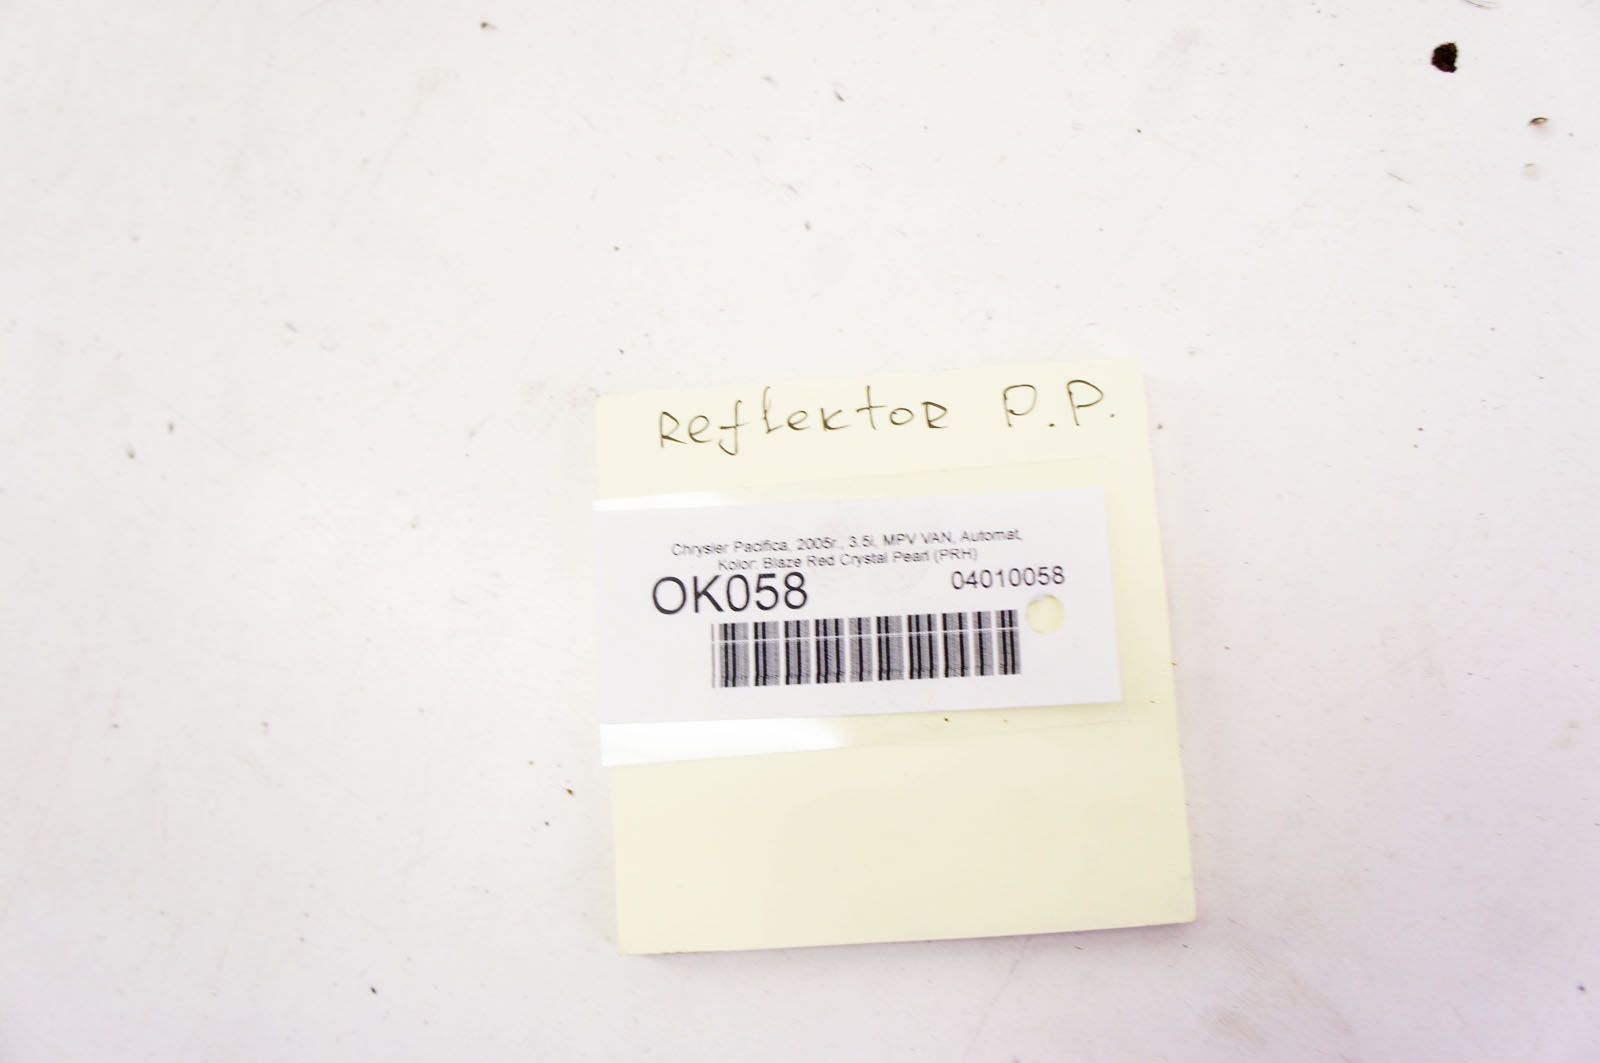 Reflektor P.P.
Chrysler Pacifica, 2005r., 3.5i, MPV VAN, Automat,
Kolor: Blaze Red Crystal Pearl (PRH)
OK058 04010058